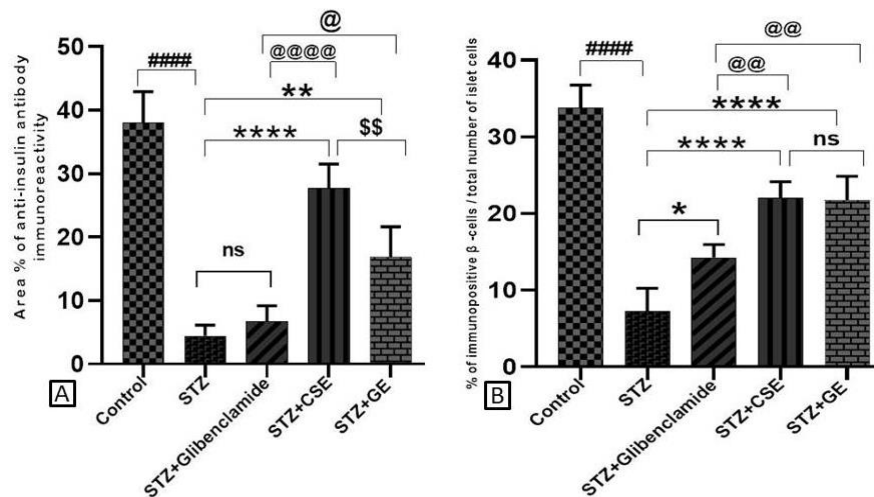 Area % of anti-insulin antibody
immunoreactivity
50
40
30
20
10
0
####
ns
****
**
@@@@
@
$$
Control
STZ
STZ+Glibenclamide
STZ+CSE
STZ+GE
A
% of immunopositive β -cells / total number of islet cells
40
30
20
10
0
####
*
****
****
@@
@@
ns
Control
STZ
STZ+Glibenclamide
STZ+CSE
STZ+GE
B